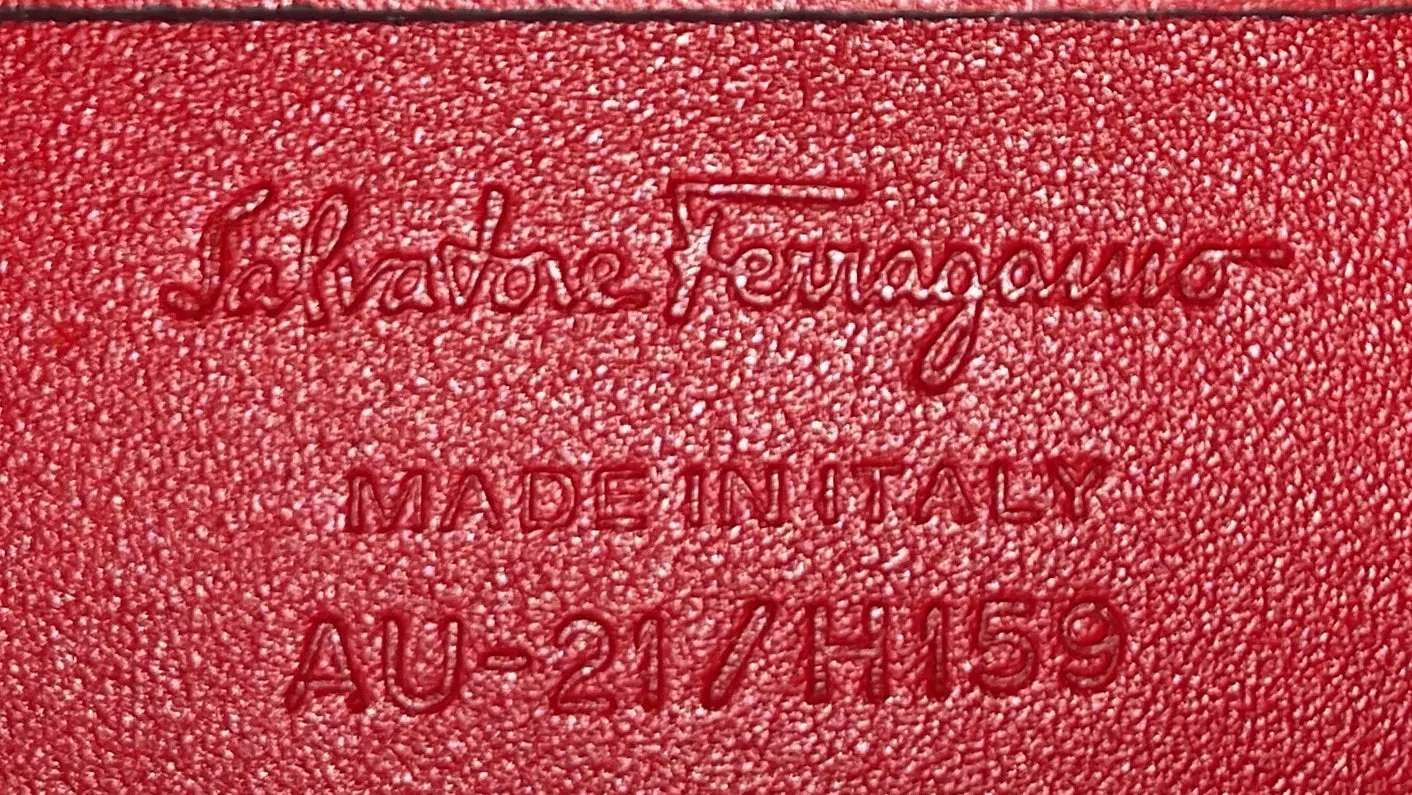 Salvatore Ferragamo
MADE IN ITALY
AU-21/H159